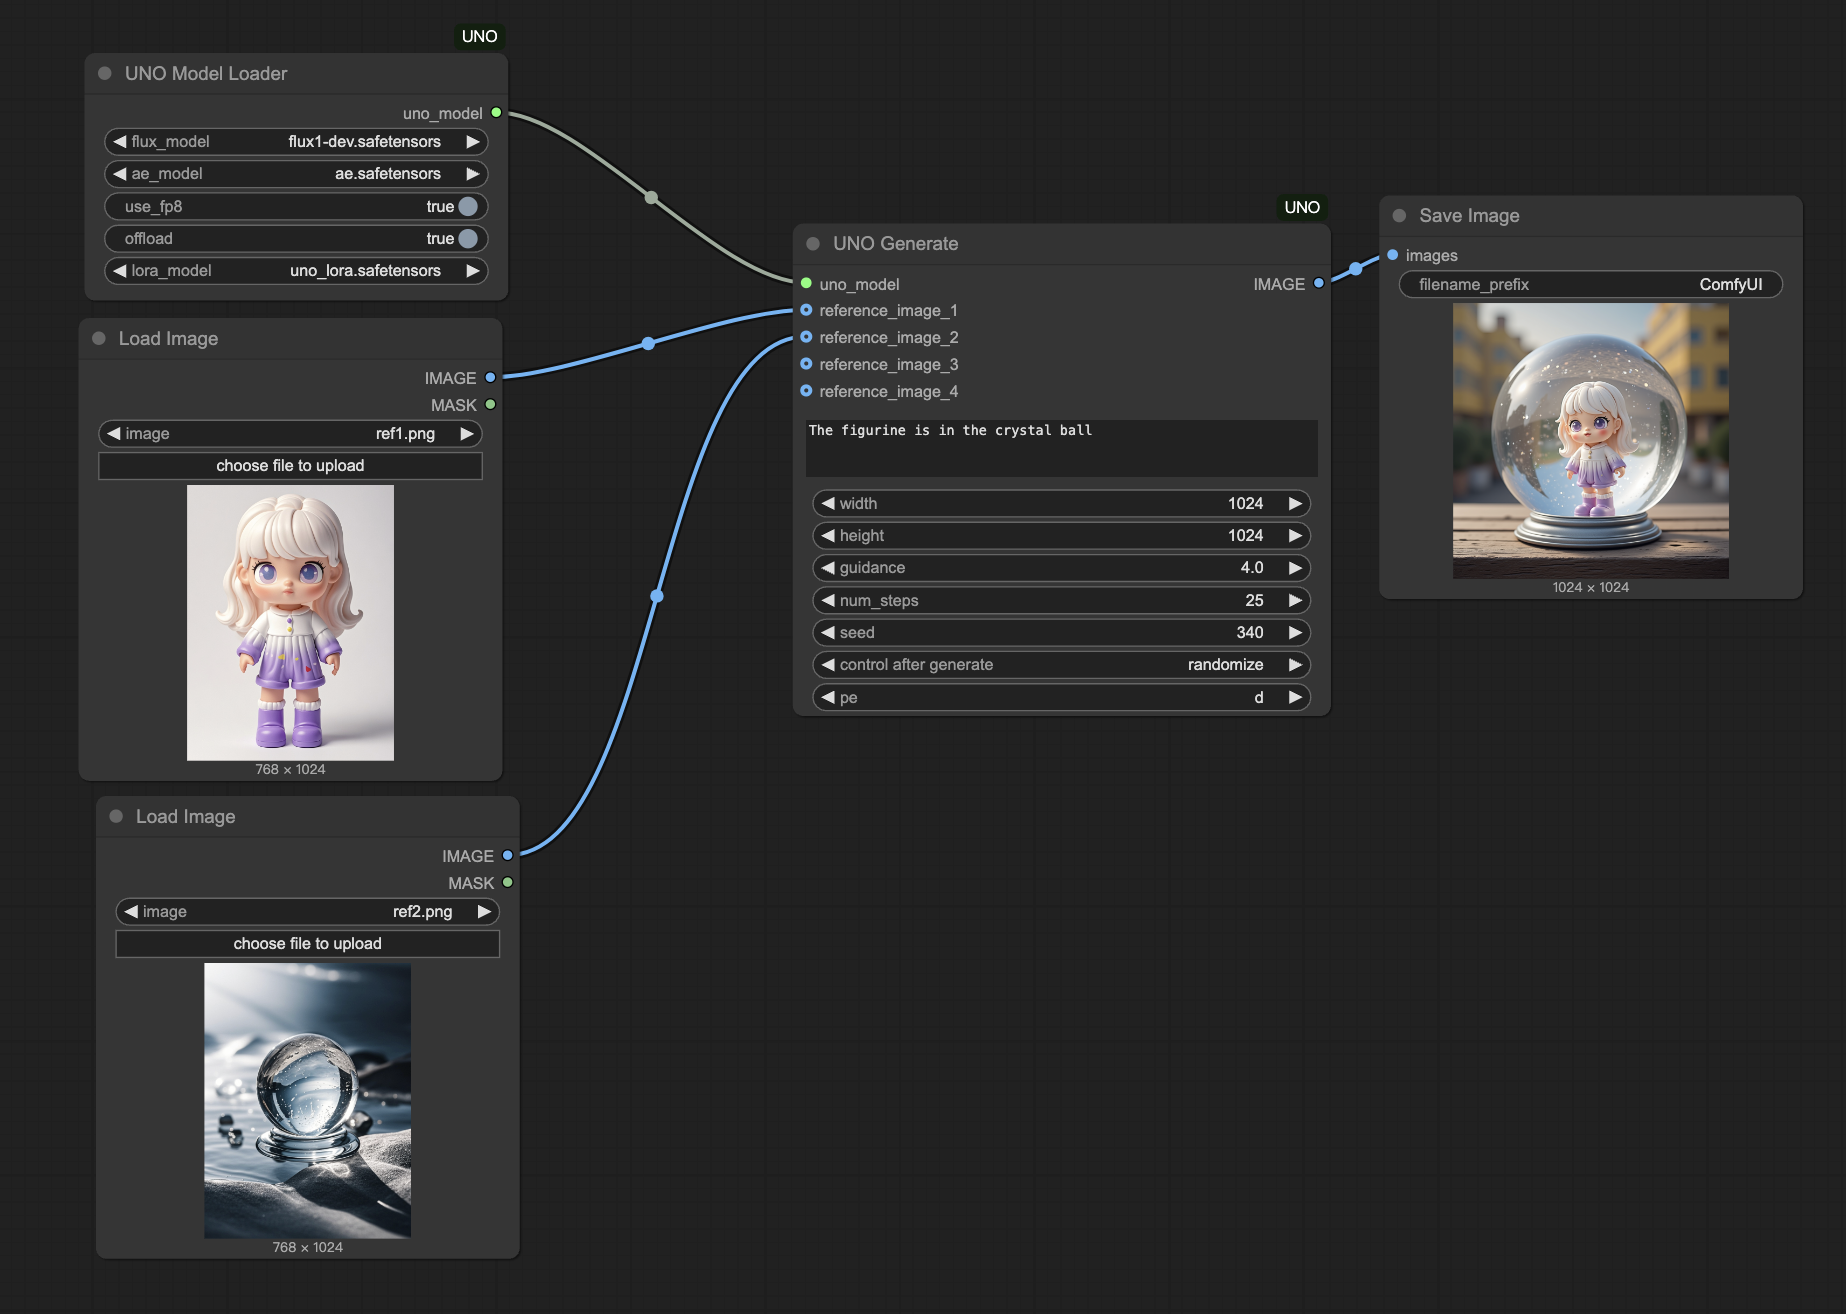 UNO
UNO Model Loader
uno_model
flux_model flux1-dev.safetensors
ae_model ae.safetensors
use_fp8 true
offload true
lora_model uno_lora.safetensors
Load Image
IMAGE
MASK
image ref1.png
choose file to upload
768 × 1024
Load Image
IMAGE
MASK
image ref2.png
choose file to upload
768 × 1024
UNO
UNO Generate
uno_model IMAGE
reference_image_1
reference_image_2
reference_image_3
reference_image_4
The figurine is in the crystal ball
width 1024
height 1024
guidance 4.0
num_steps 25
seed 340
control after generate randomize
pe d
Save Image
images
filename_prefix ComfyUI
1024 × 1024